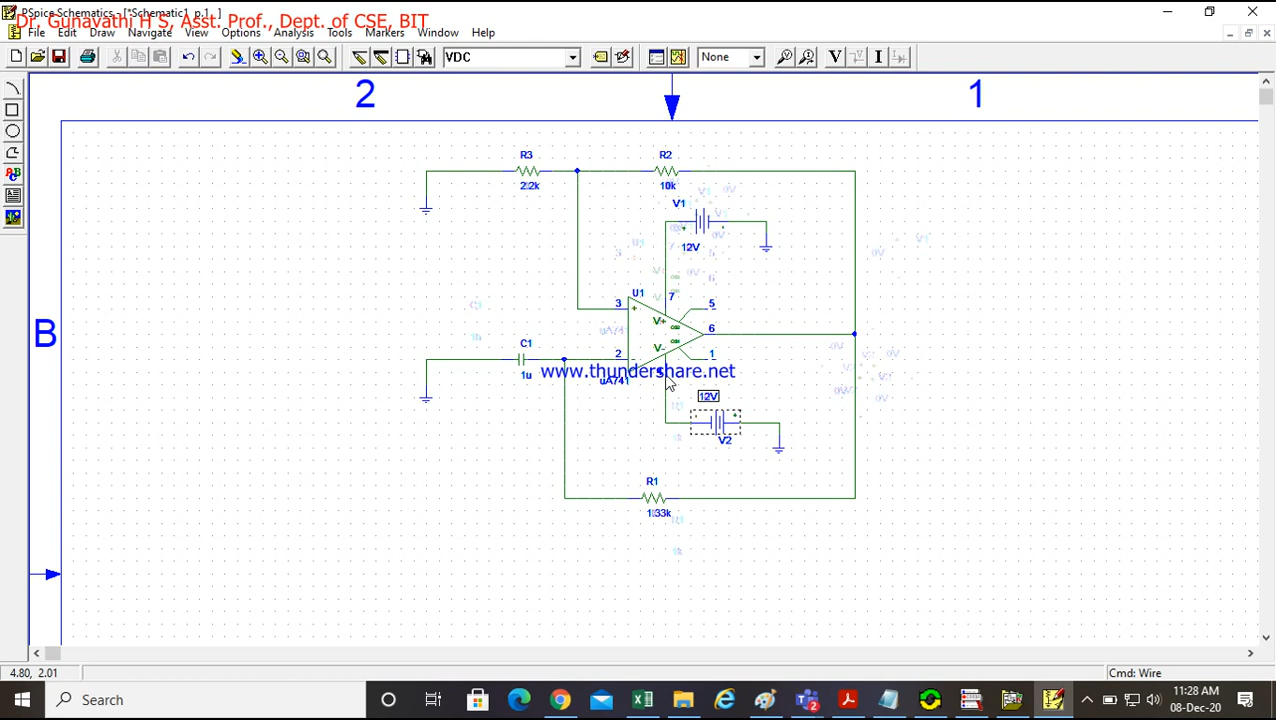 PSpice Schematics - [*Schematic1 p.1 ]
Dr. Gunavathi H S, Asst. Prof., Dept. of CSE, BIT
File Edit Draw Navigate View Options Analysis Tools Markers Window Help
VDC
None
V
I
2
1
B
R3
R2
2.2k
10k
V1
12V
U1
3
7
5
V+
6
2
V-
1
C1
1u
uA741
www.thundershare.net
12V
V2
R1
1.33k
4.80, 2.01
Cmd: Wire
Search
11:28 AM
08-Dec-20